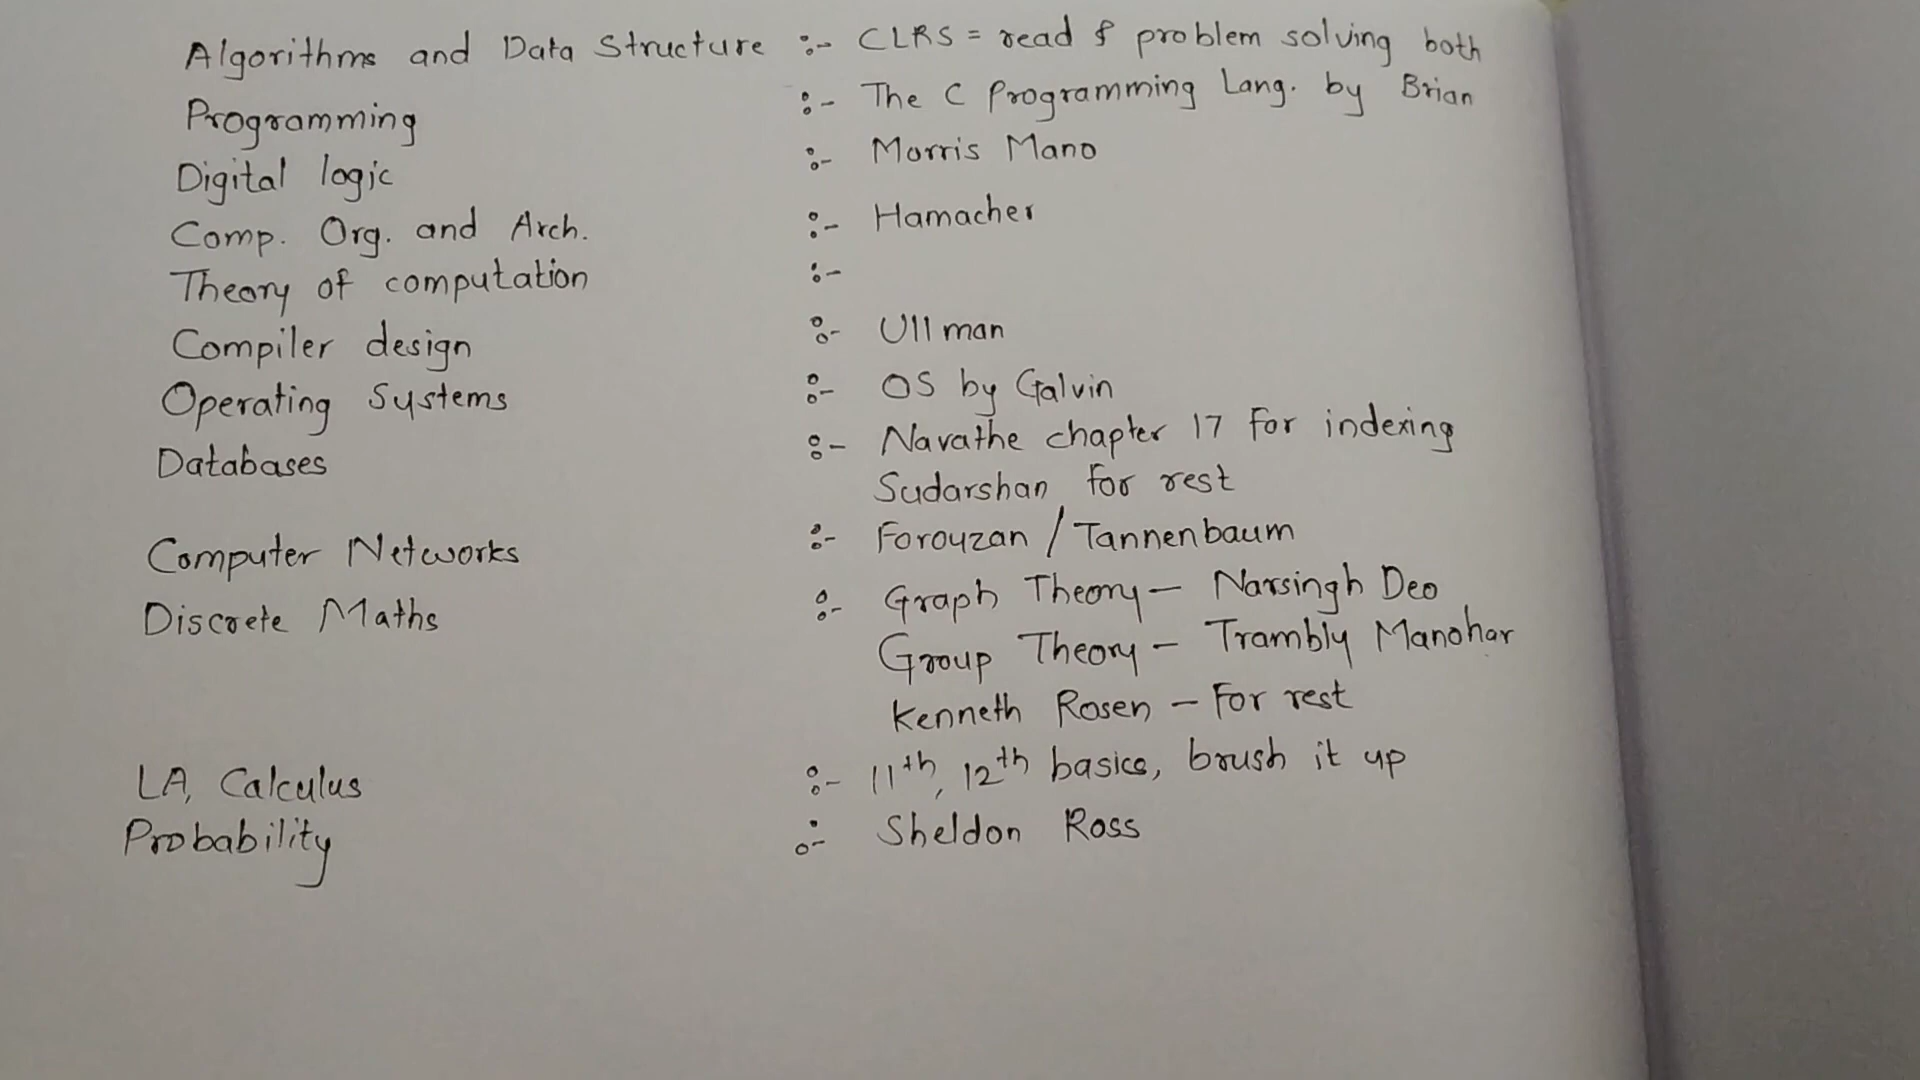 Algorithms and Data Structure :- CLRS = read & problem solving both
Programming :- The C Programming Lang. by Brian
Digital logic :- Morris Mano
Comp. Org. and Arch. :- Hamacher
Theory of computation :-
Compiler design :- Ullman
Operating Systems :- OS by Galvin
Databases :- Navathe chapter 17 for indexing
Sudarshan for rest
Computer Networks :- Forouzan / Tannenbaum
Discrete Maths :- Graph Theory - Narsingh Deo
Group Theory - Trambly Manohar
Kenneth Rosen - For rest
LA, Calculus :- 11th, 12th basics, brush it up
Probability :- Sheldon Ross